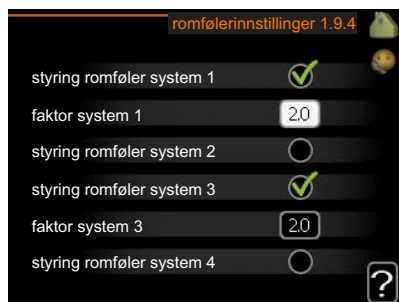 romfølerinnstillinger 1.9.4
styring romføler system 1
faktor system 1 2.0
styring romføler system 2
styring romføler system 3
faktor system 3 2.0
styring romføler system 4
?